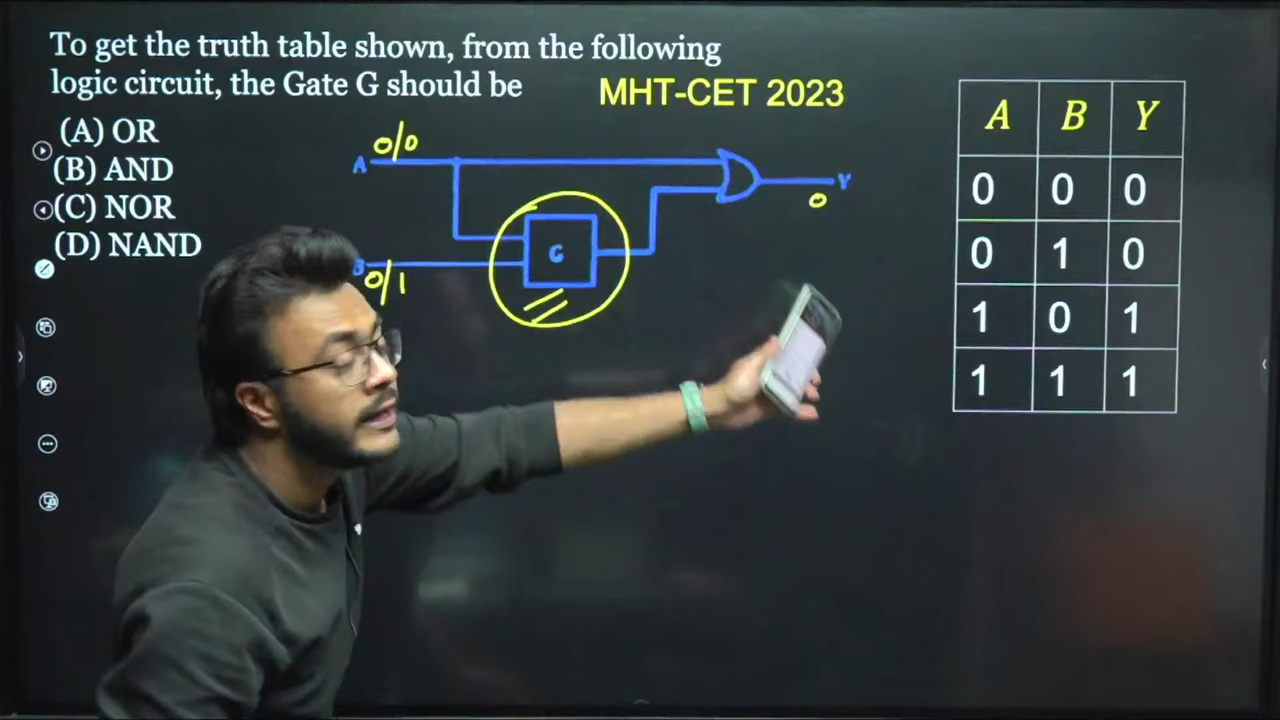 To get the truth table shown, from the following
logic circuit, the Gate G should be
MHT-CET 2023
(A) OR
(B) AND
(C) NOR
(D) NAND
0/0
A
G
B
0/1
Y
0
A B Y
0 0 0
0 1 0
1 0 1
1 1 1